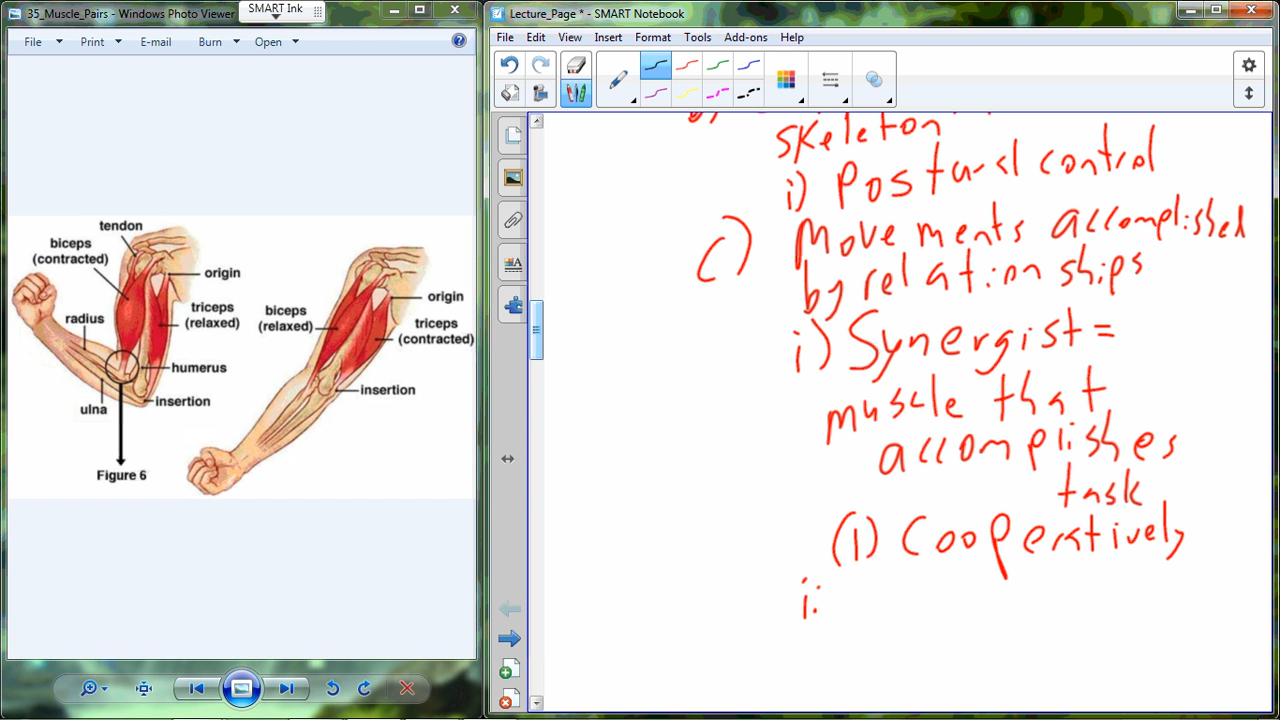 35_Muscle_Pairs - Windows Photo Viewer
SMART Ink
File Print E-mail Burn Open
tendon
biceps
(contracted)
origin
triceps
(relaxed)
radius
humerus
insertion
ulna
Figure 6
origin
biceps
(relaxed)
triceps
(contracted)
insertion
Lecture_Page * - SMART Notebook
File Edit View Insert Format Tools Add-ons Help
skeleton
i) Postural control
c) Movements accomplished
by relationships
i) Synergist =
muscle that
accomplishes
task
(1) Cooperatively
ii